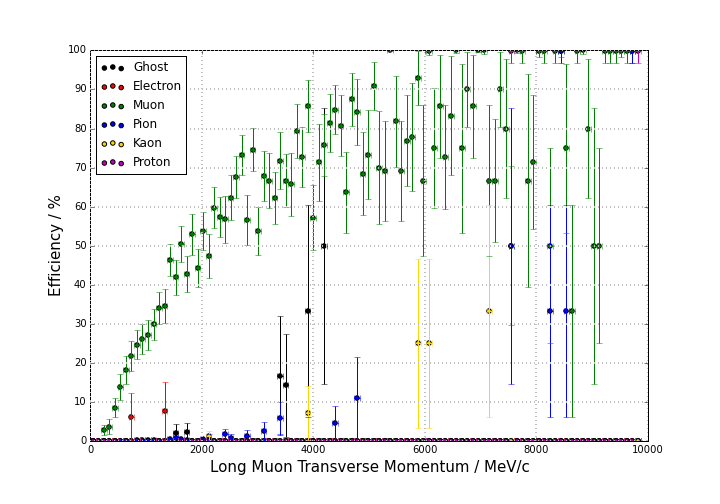 100
90
80
70
60
50
40
30
20
10
0
Efficiency / %
Ghost
Electron
Muon
Pion
Kaon
Proton
0 2000 4000 6000 8000 10000
Long Muon Transverse Momentum / MeV/c